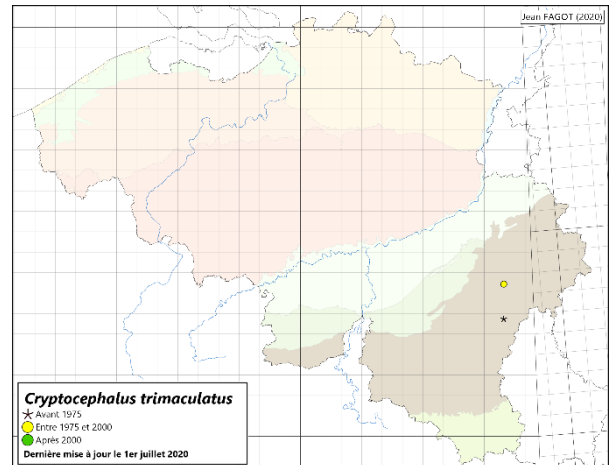 Jean FAGOT (2020)
Cryptocephalus trimaculatus
Avant 1975
Entre 1975 et 2000
Après 2000
Dernière mise à jour le 1er juillet 2020